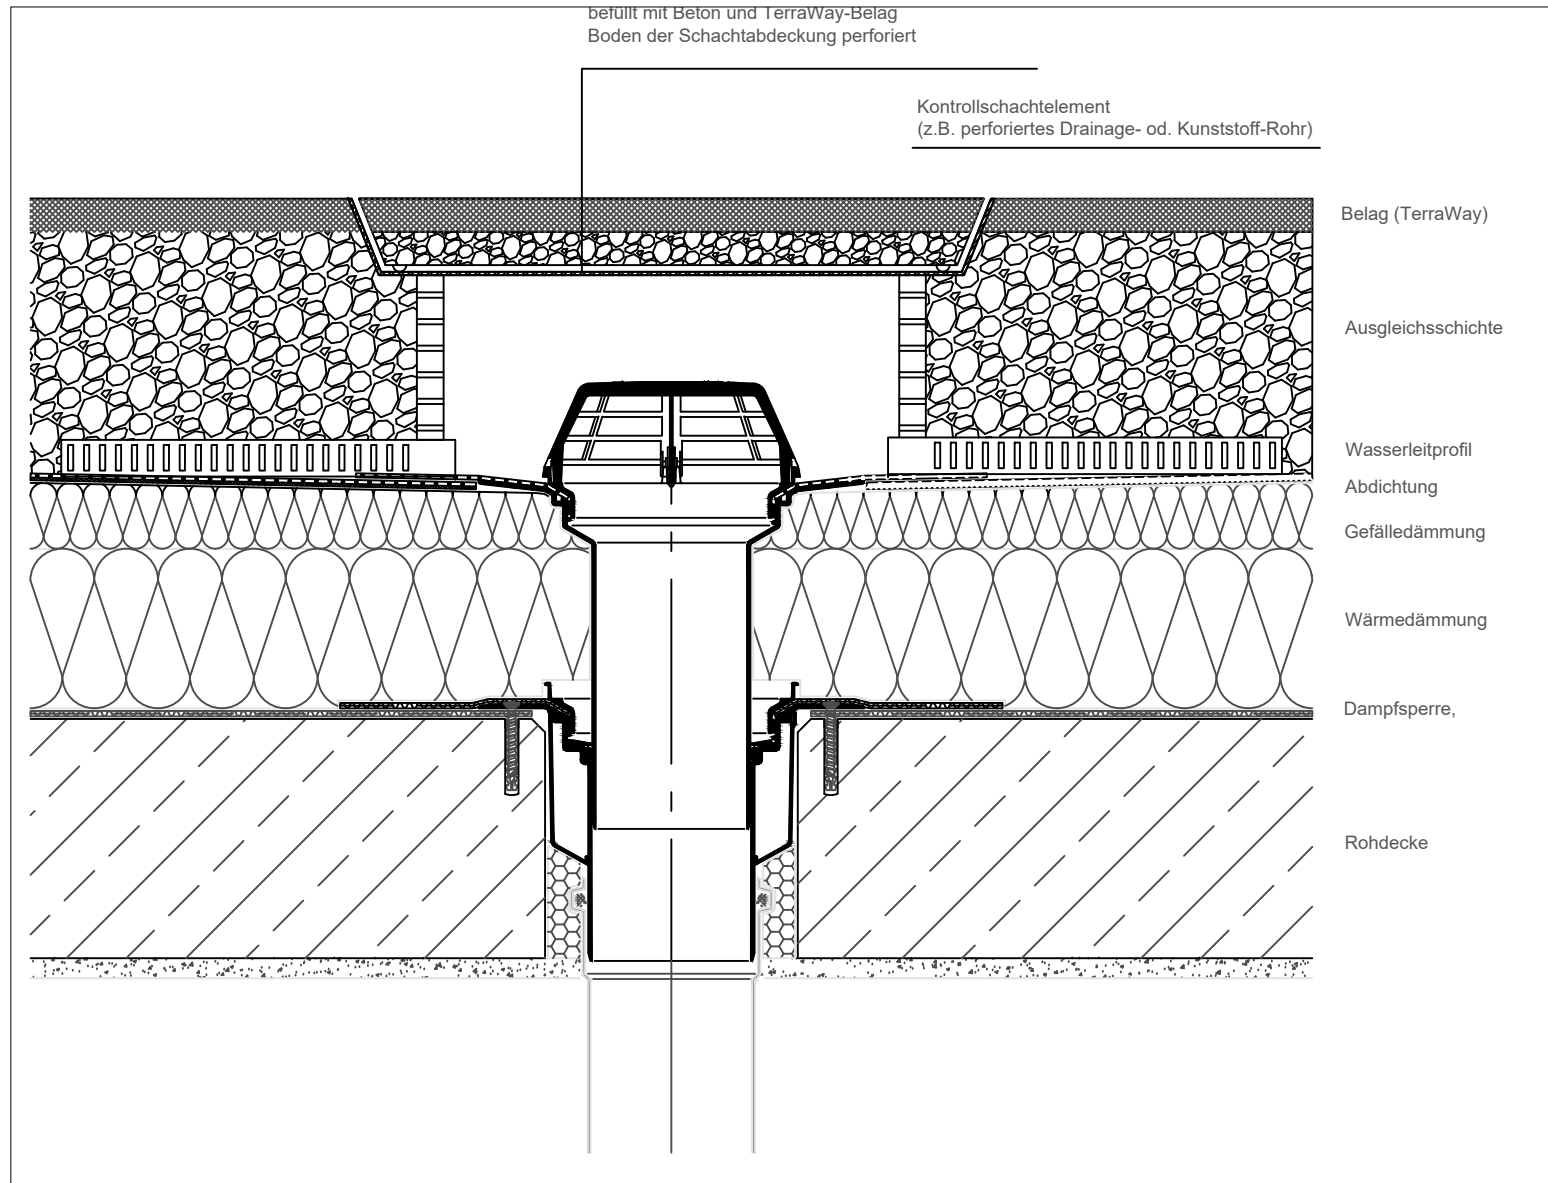 befüllt mit Beton und TerraWay-Belag
Boden der Schachtabdeckung perforiert
Kontrollschachtelement
(z.B. perforiertes Drainage- od. Kunststoff-Rohr)
Belag (TerraWay)
Ausgleichsschichte
Wasserleitprofil
Abdichtung
Gefälledämmung
Wärmedämmung
Dampfsperre,
Rohdecke